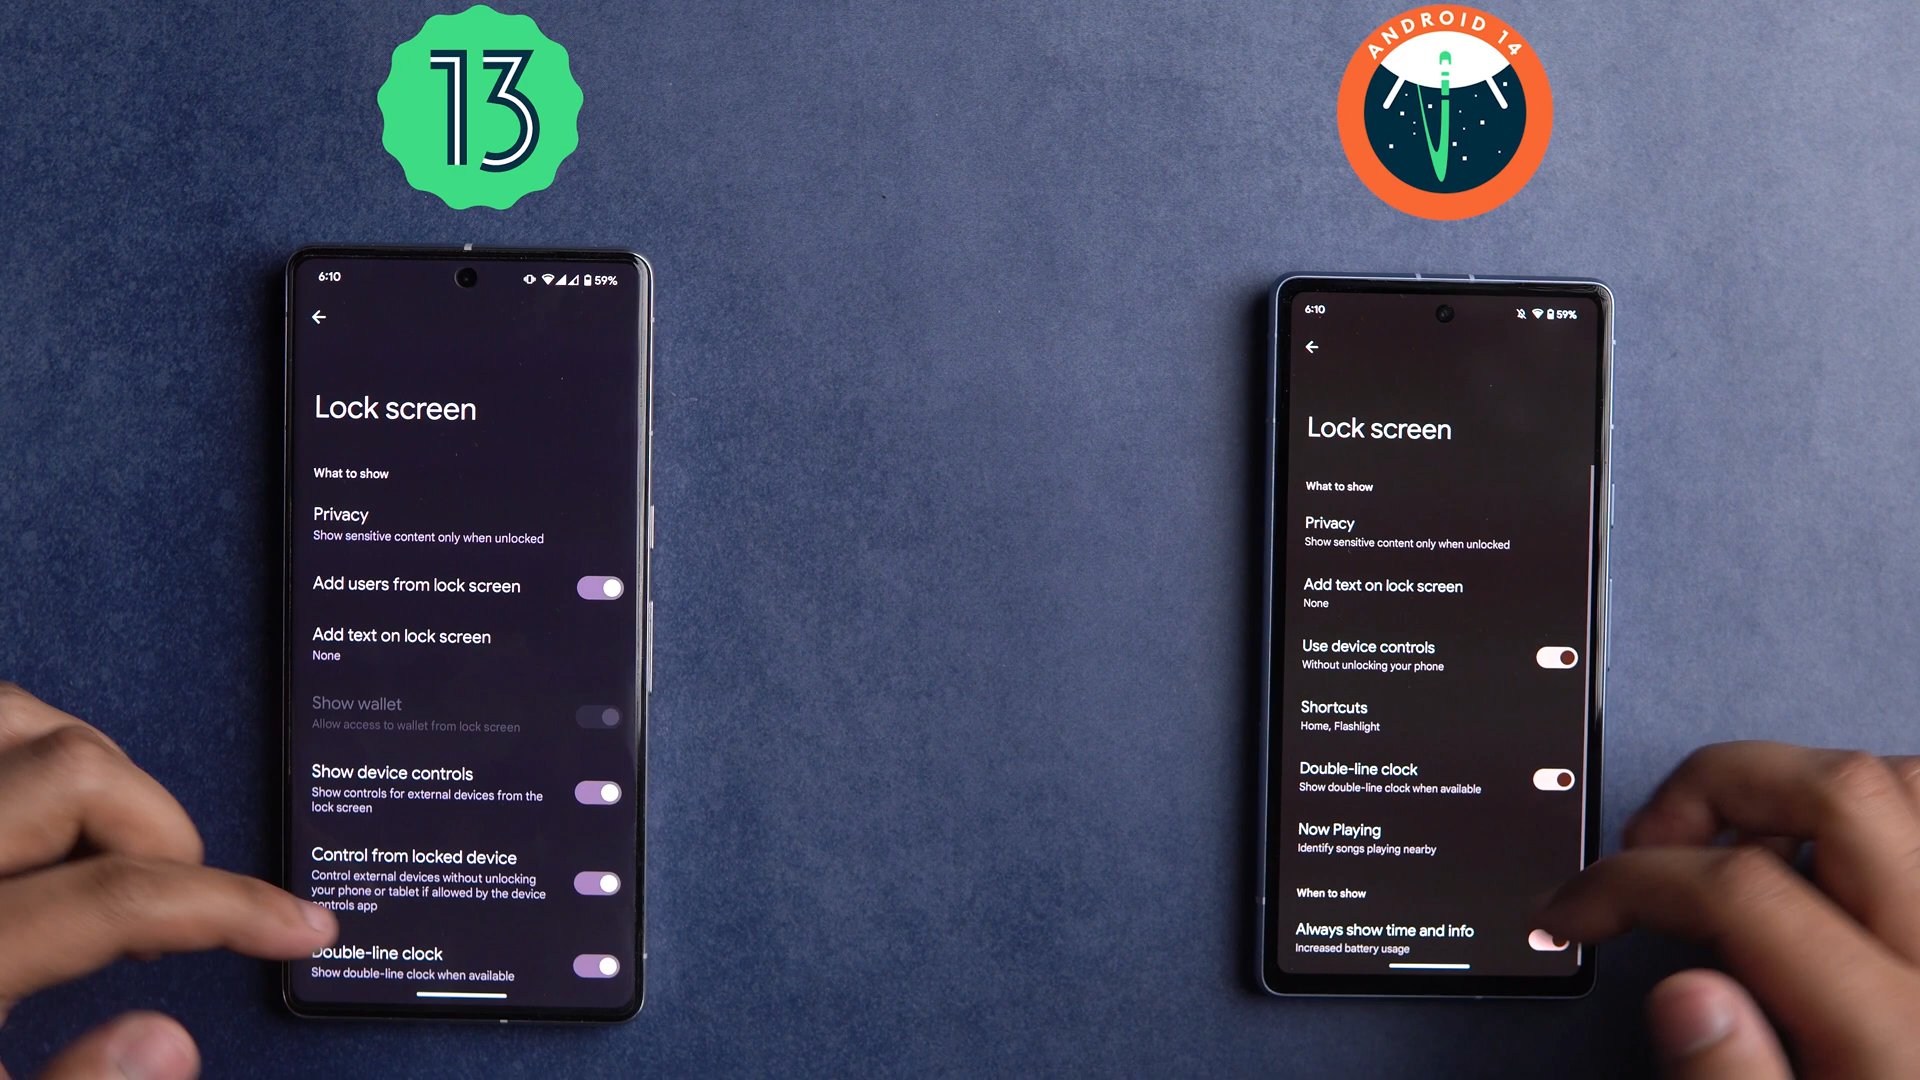 13
ANDROID 14
6:10
59%
Lock screen
What to show
Privacy
Show sensitive content only when unlocked
Add users from lock screen
Add text on lock screen
None
Show wallet
Allow access to wallet from lock screen
Show device controls
Show controls for external devices from the
lock screen
Control from locked device
Control external devices without unlocking
your phone or tablet if allowed by the device
controls app
Double-line clock
Show double-line clock when available
6:10
59%
Lock screen
What to show
Privacy
Show sensitive content only when unlocked
Add text on lock screen
None
Use device controls
Without unlocking your phone
Shortcuts
Home, Flashlight
Double-line clock
Show double-line clock when available
Now Playing
Identify songs playing nearby
When to show
Always show time and info
Increased battery usage